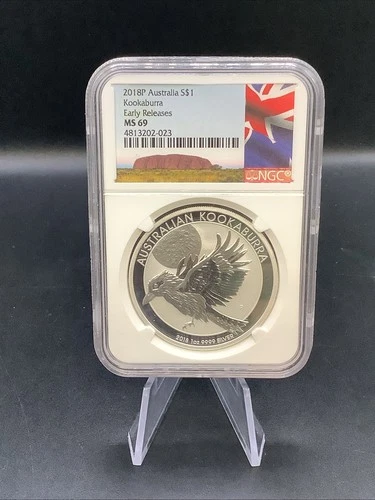 2018P Australia S$1
Kookaburra
Early Releases
MS 69
4813202-023
NGC®
AUSTRALIAN KOOKABURRA
2018 1oz 9999 SILVER